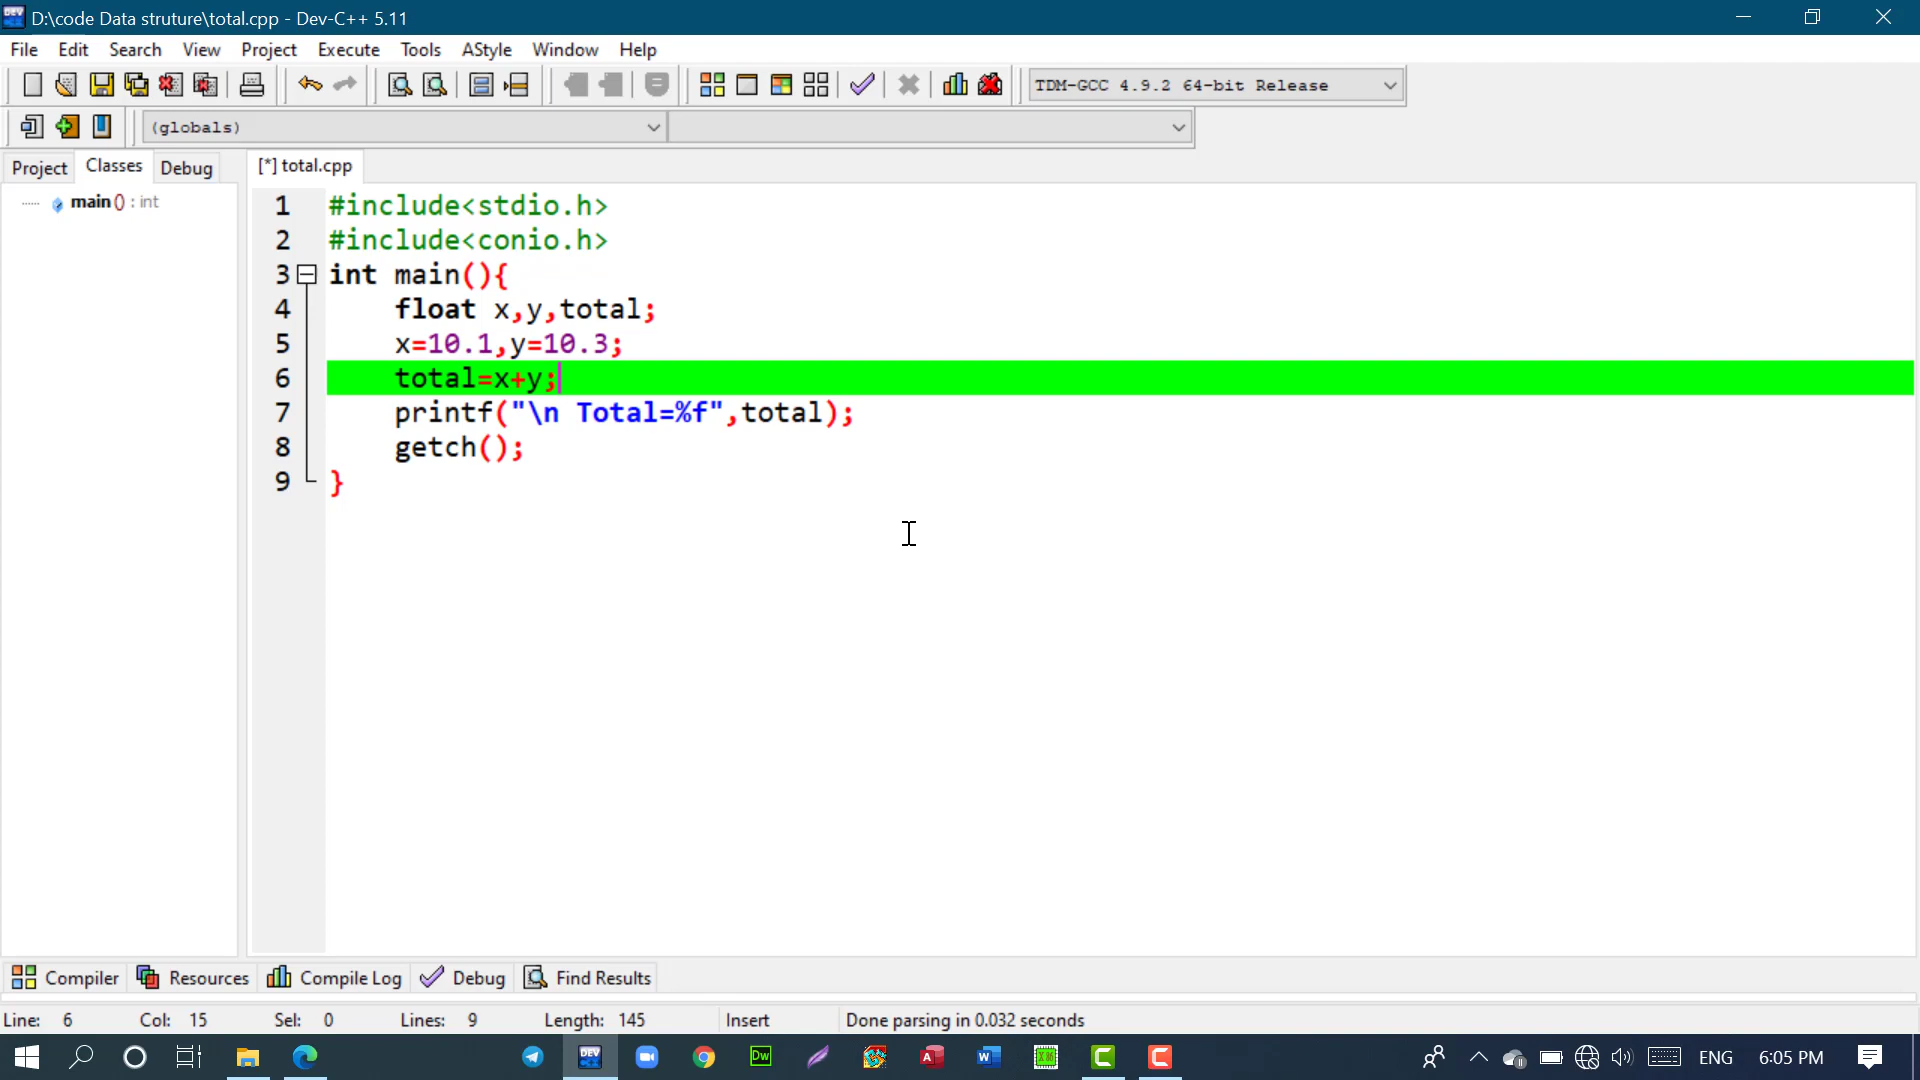 D:\code Data struture\total.cpp - Dev-C++ 5.11
File Edit Search View Project Execute Tools AStyle Window Help
TDM-GCC 4.9.2 64-bit Release
(globals)
Project Classes Debug [*] total.cpp
main () : int
1 #include<stdio.h>
2 #include<conio.h>
3 int main(){
4 float x,y,total;
5 x=10.1,y=10.3;
6 total=x+y;
7 printf("\n Total=%f",total);
8 getch();
9 }
Compiler Resources Compile Log Debug Find Results
Line: 6 Col: 15 Sel: 0 Lines: 9 Length: 145 Insert Done parsing in 0.032 seconds
DEV Dw ENG 6:05 PM